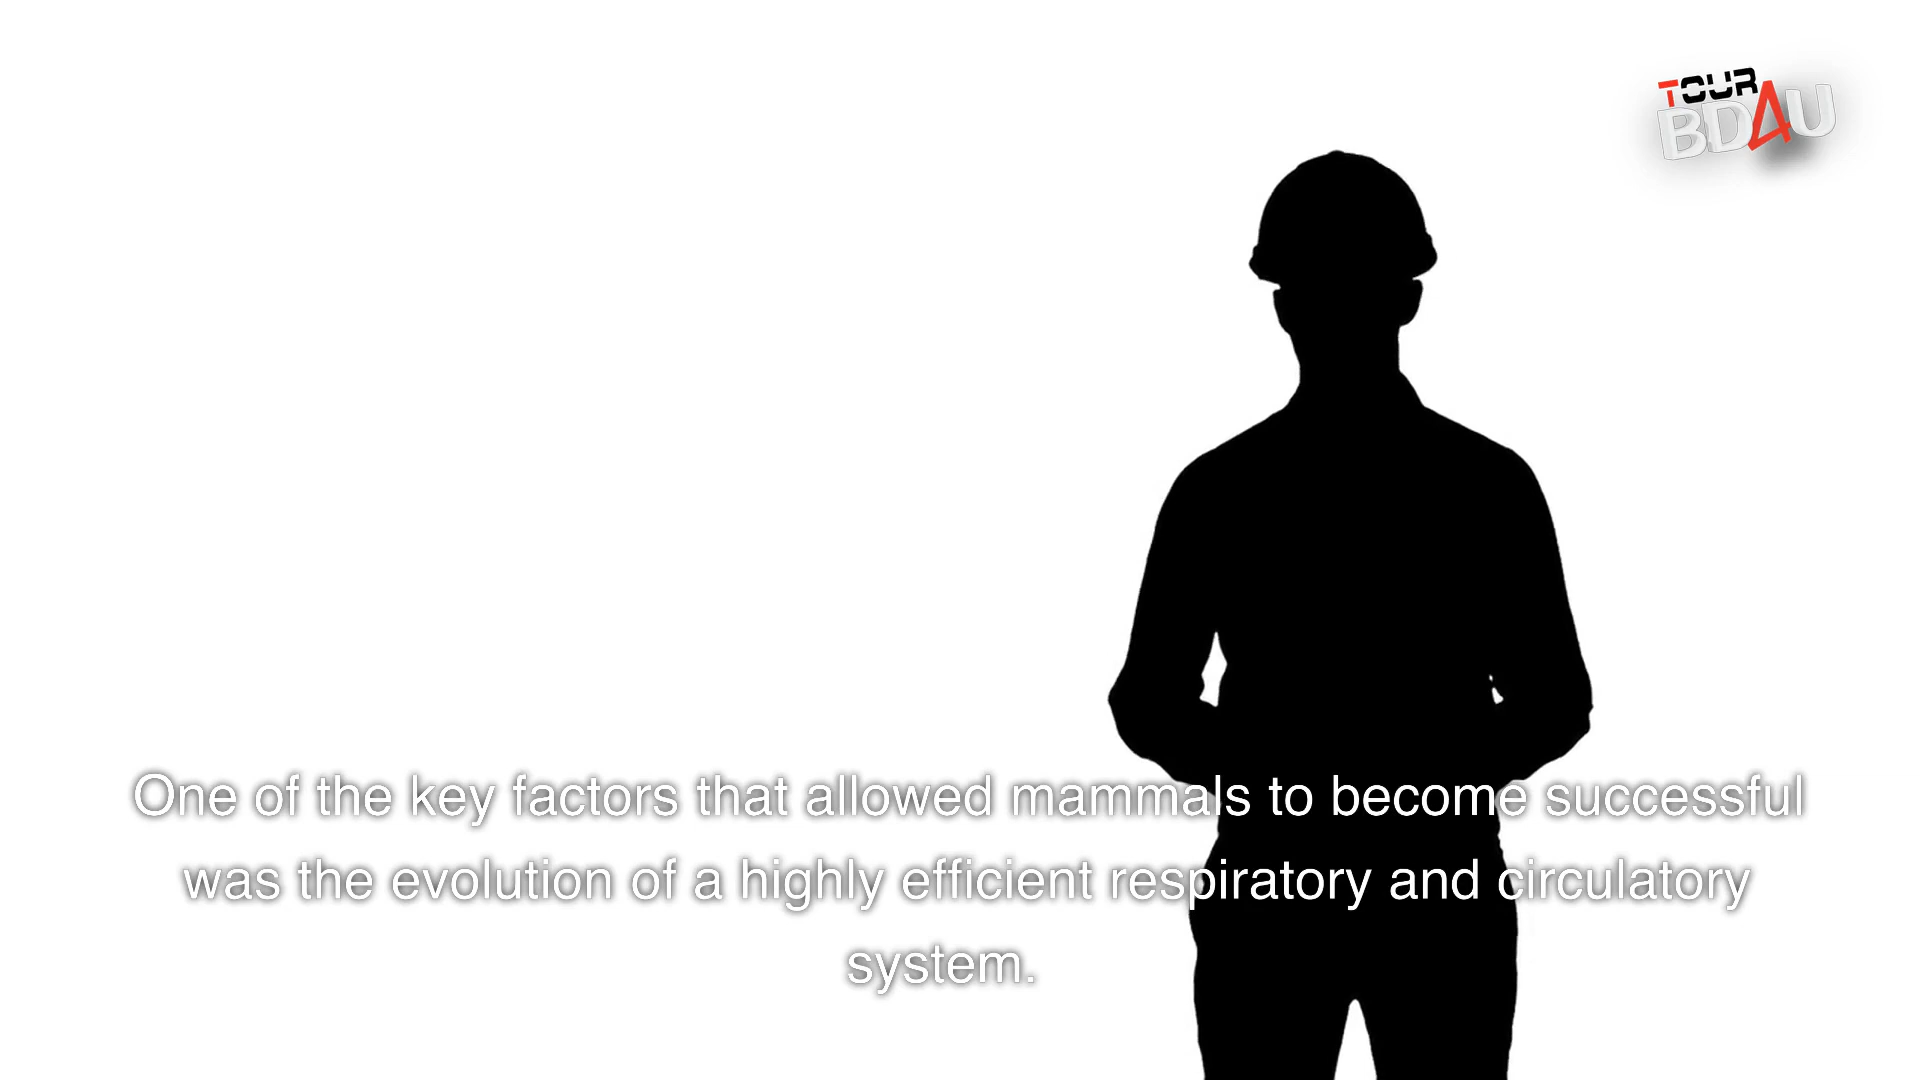 TOUR
BD4U
One of the key factors that allowed mammals to become successful
was the evolution of a highly efficient respiratory and circulatory
system.